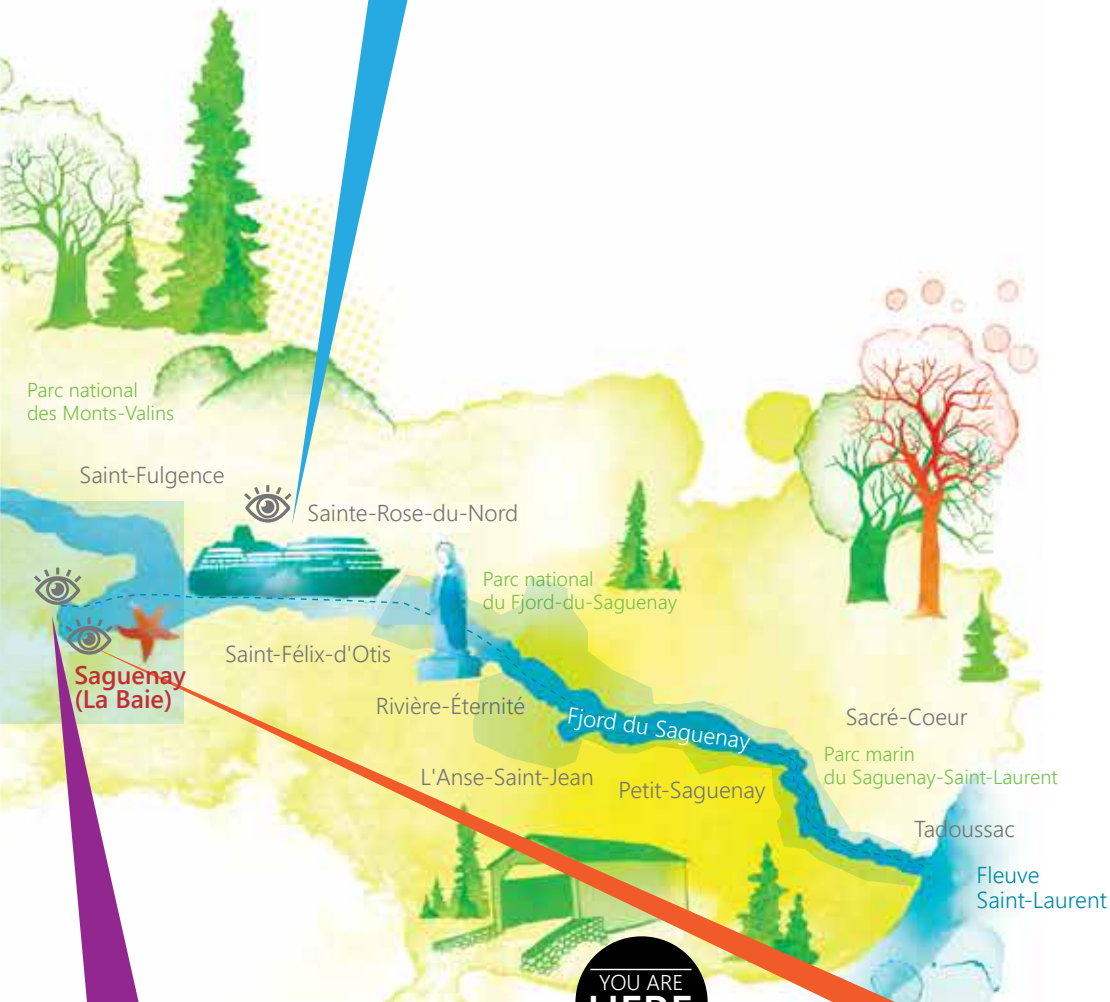 Parc national
des Monts-Valins
Saint-Fulgence
Sainte-Rose-du-Nord
Parc national
du Fjord-du-Saguenay
Saint-Félix-d'Otis
Saguenay
(La Baie)
Rivière-Éternité
Fjord du Saguenay
Sacré-Coeur
Parc marin
du Saguenay-Saint-Laurent
L'Anse-Saint-Jean
Petit-Saguenay
Tadoussac
Fleuve
Saint-Laurent
YOU ARE
HERE